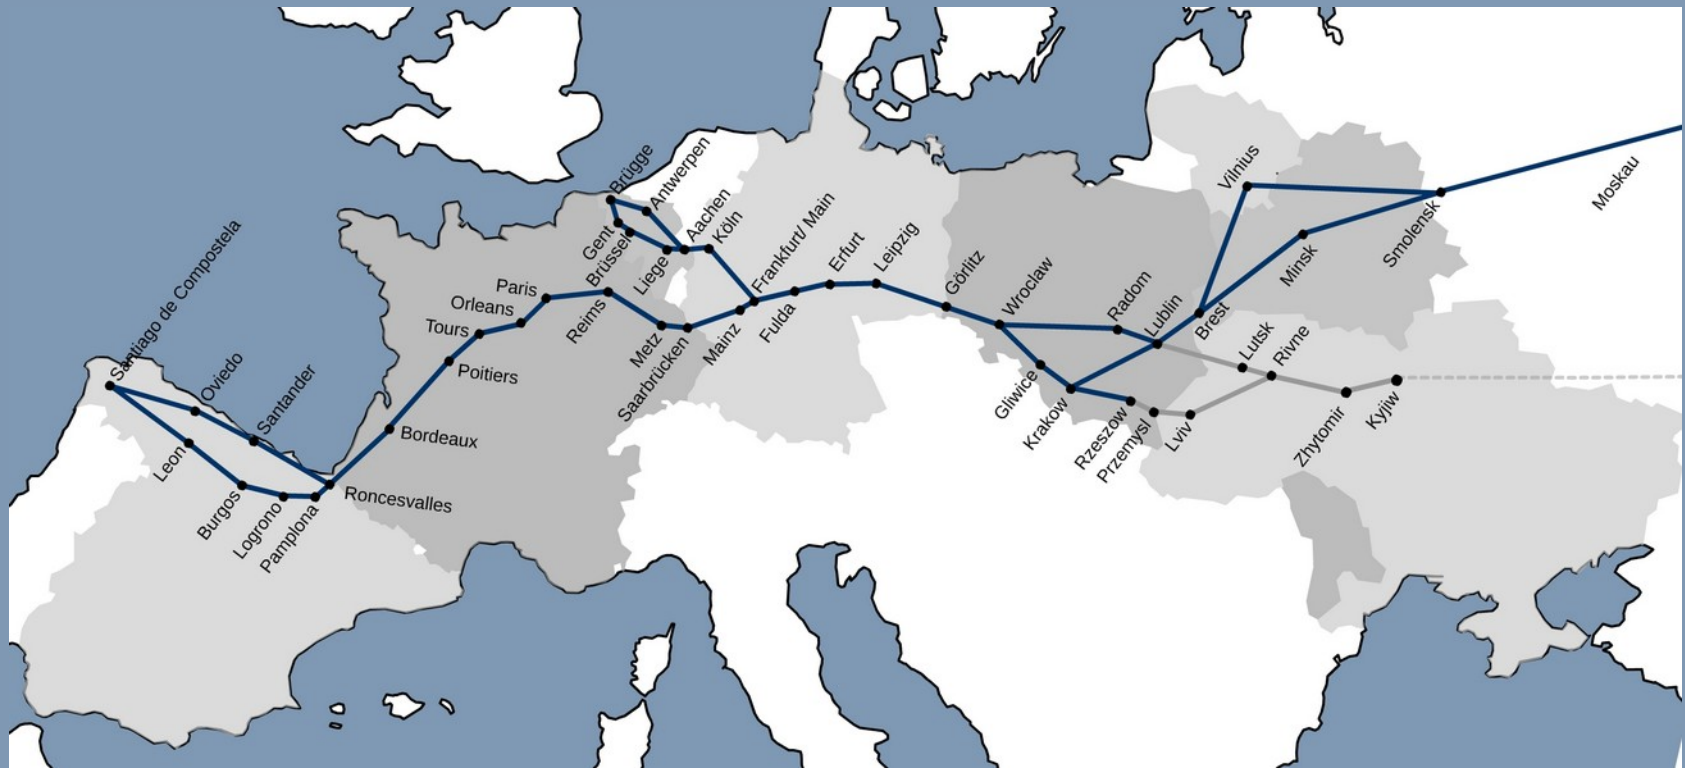 Santiago de Compostela
Oviedo
Santander
Leon
Burgos
Logrono
Pamplona
Roncesvalles
Bordeaux
Poitiers
Tours
Orleans
Paris
Reims
Brügge
Antwerpen
Gent
Brüssel
Liege
Aachen
Köln
Metz
Saarbrücken
Mainz
Frankfurt/ Main
Fulda
Erfurt
Leipzig
Görlitz
Wroclaw
Radom
Lublin
Gliwice
Krakow
Rzeszow
Przemysl
Lviv
Brest
Vilnius
Minsk
Smolensk
Moskau
Lutsk
Rivne
Zhytomir
Kyjiw